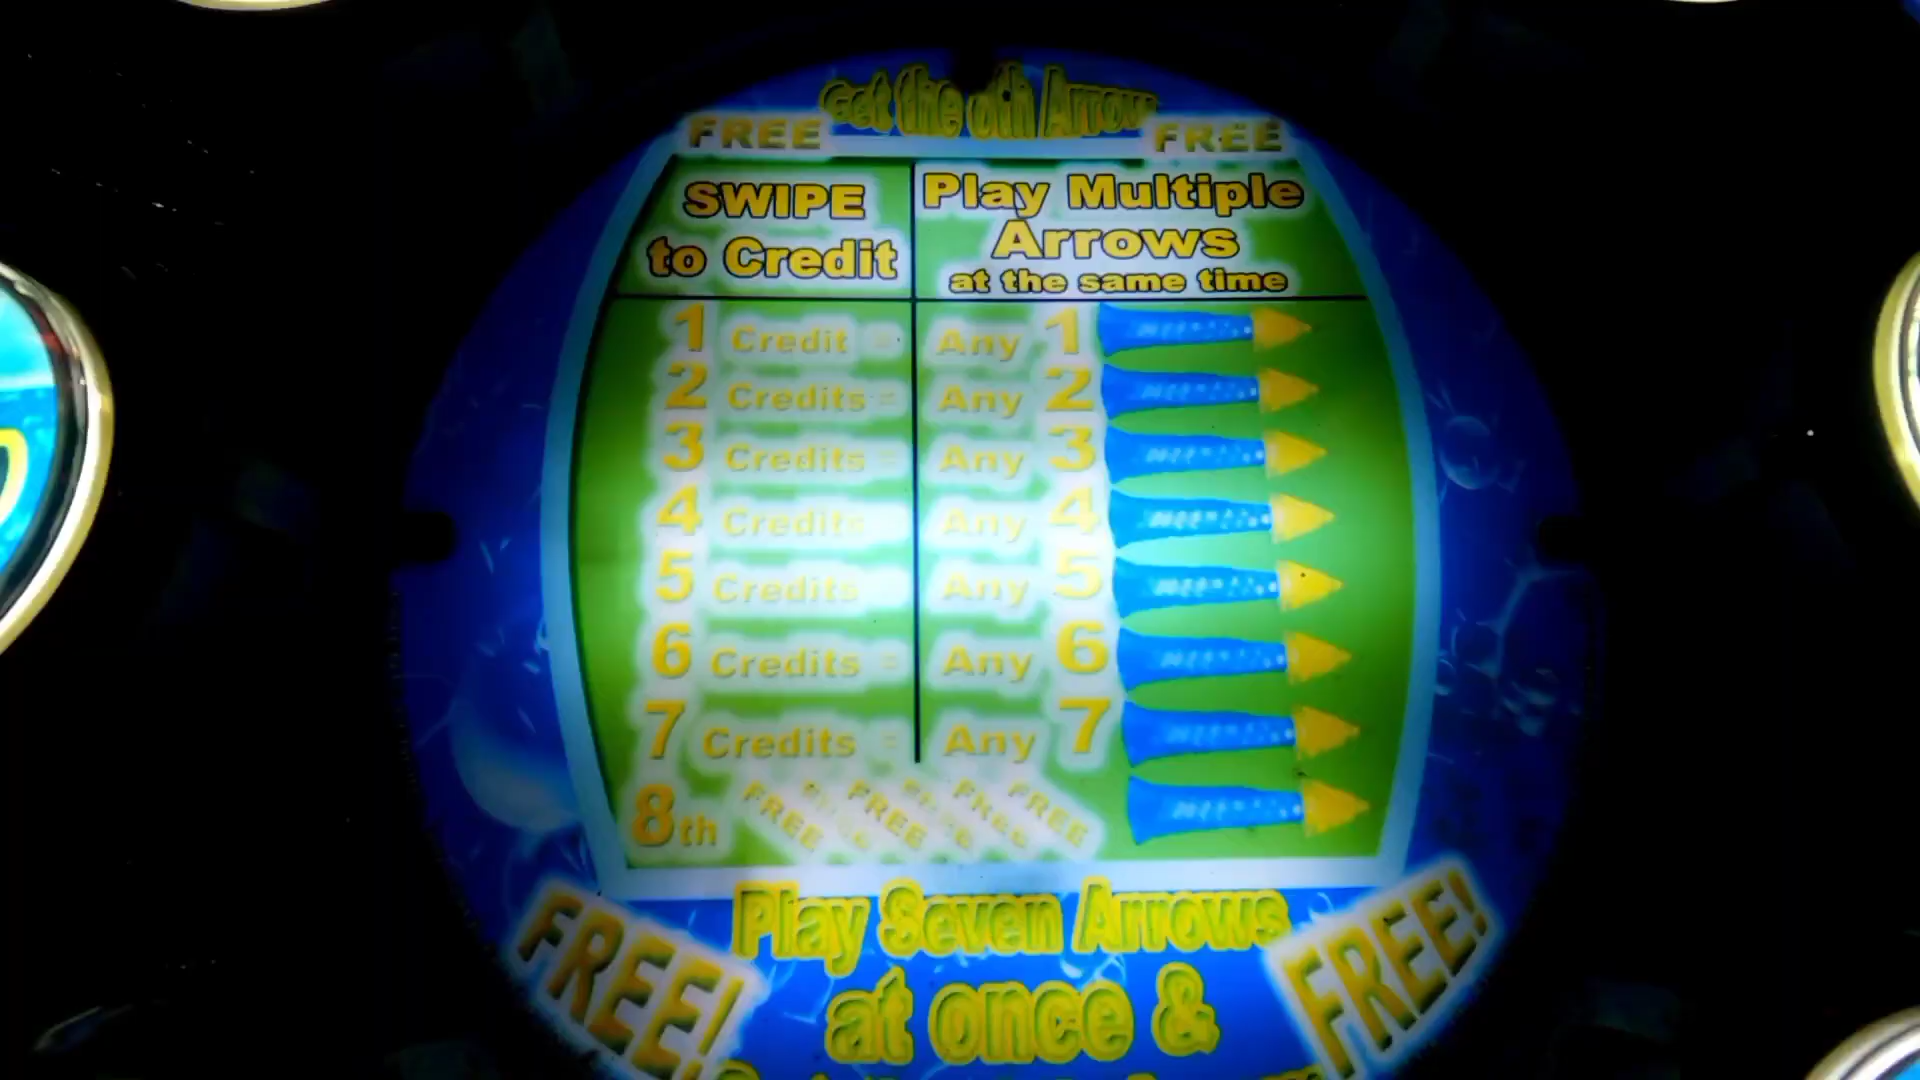 Get the 8th Arrow
FREE FREE
SWIPE
to Credit
Play Multiple
Arrows
at the same time
1 Credit = Any 1
2 Credits = Any 2
3 Credits = Any 3
4 Credits = Any 4
5 Credits = Any 5
6 Credits = Any 6
7 Credits = Any 7
8th FREE FREE FREE FREE FREE FREE
Play Seven Arrows
at once &
FREE! FREE!